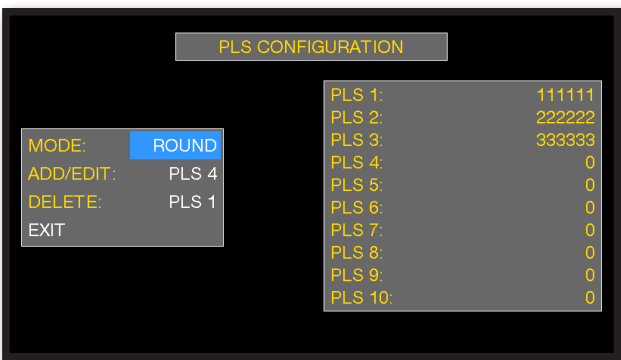 PLS CONFIGURATION
MODE: ROUND
ADD/EDIT: PLS 4
DELETE: PLS 1
EXIT
PLS 1: 111111
PLS 2: 222222
PLS 3: 333333
PLS 4: 0
PLS 5: 0
PLS 6: 0
PLS 7: 0
PLS 8: 0
PLS 9: 0
PLS 10: 0